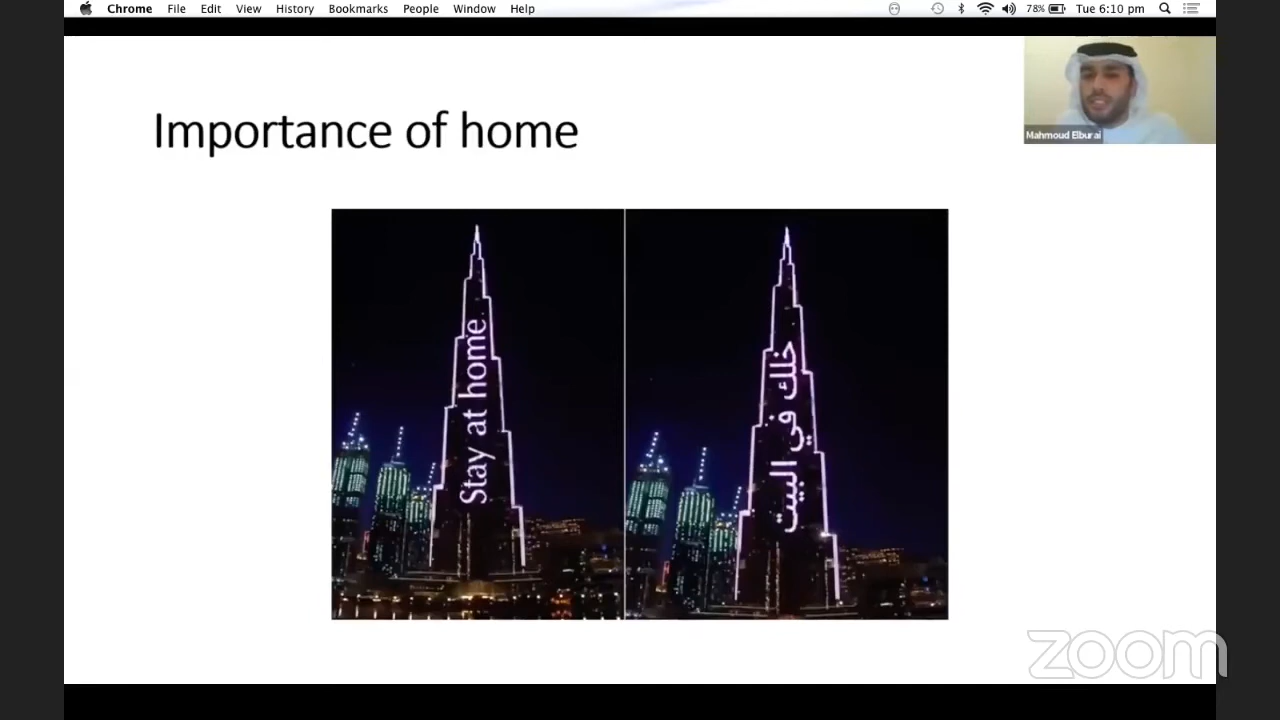 Chrome File Edit View History Bookmarks People Window Help 78% Tue 6:10 pm
Importance of home
Mahmoud Elburai
Stay at home
خلك في البيت
zoom